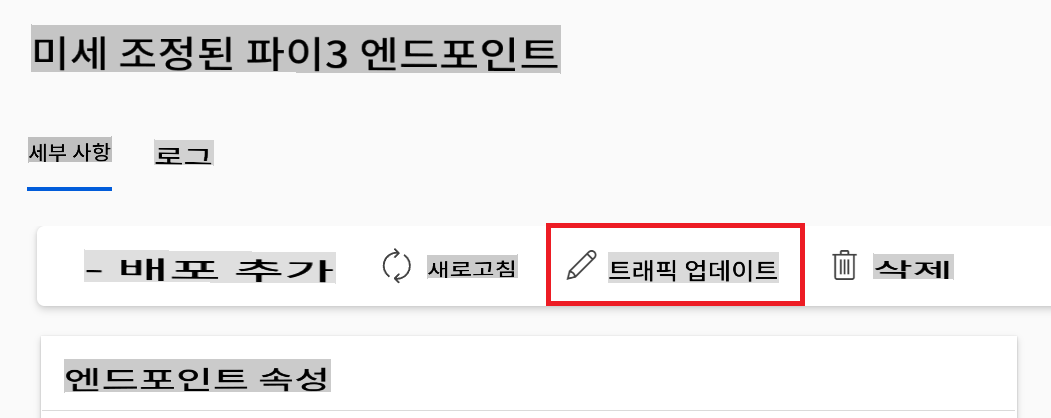 미세 조정된 파이3 엔드포인트
세부 사항 로그
- 배포 추가 새로고침 트래픽 업데이트 삭제
엔드포인트 속성